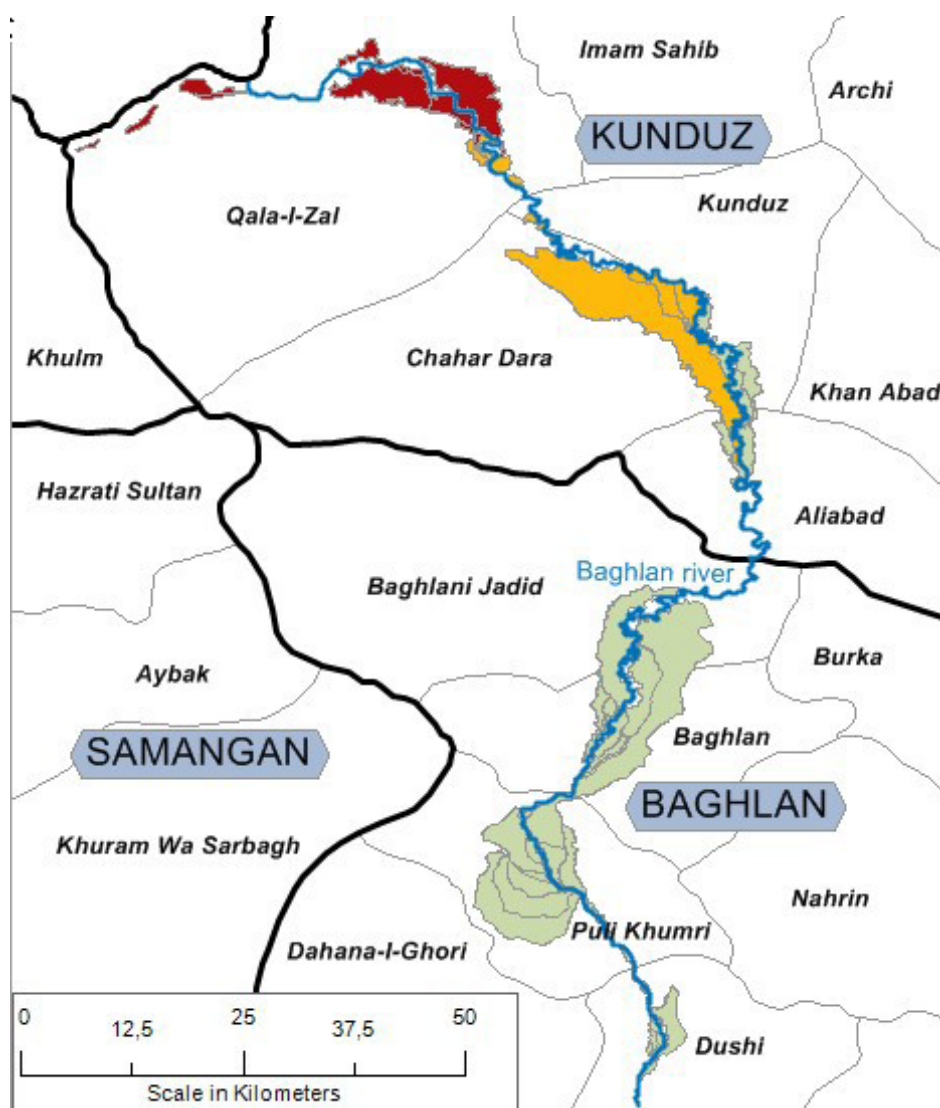 Imam Sahib
Archi
KUNDUZ
Kunduz
Qala-I-Zal
Khulm
Chahar Dara
Khan Abad
Hazrati Sultan
Aliabad
Baghlan river
Baghlani Jadid
Burka
Aybak
Baghlan
SAMANGAN
BAGHLAN
Khuram Wa Sarbagh
Nahrin
Puli Khumri
Dahana-I-Ghori
0 12,5 25 37,5 50
Dushi
Scale in Kilometers